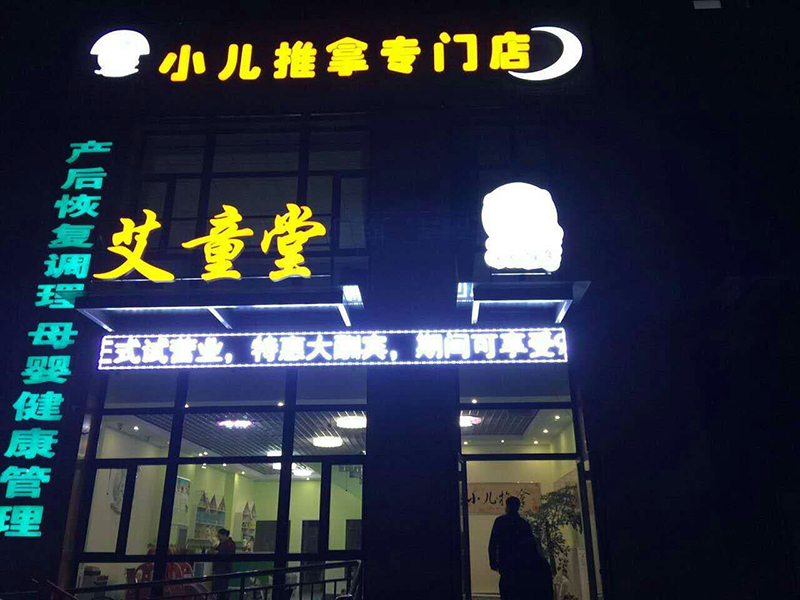 小儿推拿专门店
产后恢复调理 母婴健康管理
艾童堂
正式试营业，特惠大酬宾，期间可享受
小儿推拿